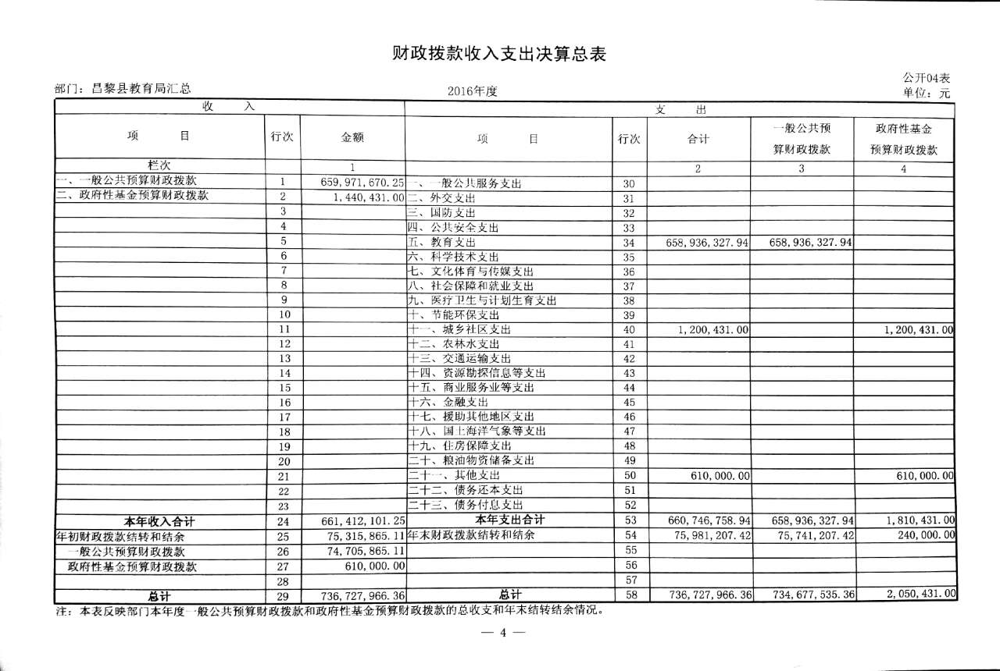 财政拨款收入支出决算总表
公开04表
部门：昌黎县教育局汇总 2016年度 单位：元
收 入 支 出
项 目 行次 金额 项 目 行次 合计 一般公共预算财政拨款 政府性基金预算财政拨款
栏次 1 2 3 4
一、一般公共预算财政拨款 1 659,971,670.25 一、一般公共服务支出 30
二、政府性基金预算财政拨款 2 1,440,431.00 二、外交支出 31
3 三、国防支出 32
4 四、公共安全支出 33
5 五、教育支出 34 658,936,327.94 658,936,327.94
6 六、科学技术支出 35
7 七、文化体育与传媒支出 36
8 八、社会保障和就业支出 37
9 九、医疗卫生与计划生育支出 38
10 十、节能环保支出 39
11 十一、城乡社区支出 40 1,200,431.00 1,200,431.00
12 十二、农林水支出 41
13 十三、交通运输支出 42
14 十四、资源勘探信息等支出 43
15 十五、商业服务业等支出 44
16 十六、金融支出 45
17 十七、援助其他地区支出 46
18 十八、国土海洋气象等支出 47
19 十九、住房保障支出 48
20 二十、粮油物资储备支出 49
21 二十一、其他支出 50 610,000.00 610,000.00
22 二十二、债务还本支出 51
23 二十三、债务付息支出 52
本年收入合计 24 661,412,101.25 本年支出合计 53 660,746,758.94 658,936,327.94 1,810,431.00
年初财政拨款结转和结余 25 75,315,865.11 年末财政拨款结转和结余 54 75,981,207.42 75,741,207.42 240,000.00
一般公共预算财政拨款 26 74,705,865.11 55
政府性基金预算财政拨款 27 610,000.00 56
28 57
总计 29 736,727,966.36 总计 58 736,727,966.36 734,677,535.36 2,050,431.00
注：本表反映部门本年度一般公共预算财政拨款和政府性基金预算财政拨款的总收支和年末结转结余情况。
— 4 —